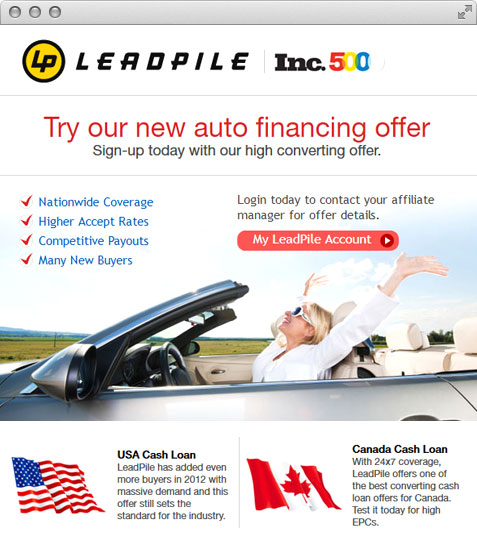 LP LEADPILE Inc. 500
Try our new auto financing offer
Sign-up today with our high converting offer.
Nationwide Coverage
Higher Accept Rates
Competitive Payouts
Many New Buyers
Login today to contact your affiliate
manager for offer details.
My LeadPile Account
USA Cash Loan
LeadPile has added even
more buyers in 2012 with
massive demand and this
offer still sets the
standard for the industry.
Canada Cash Loan
With 24x7 coverage,
LeadPile offers one of
the best converting cash
loan offers for Canada.
Test it today for high
EPCs.